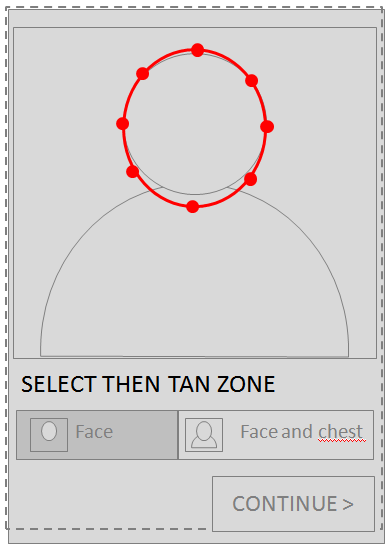 SELECT THEN TAN ZONE
Face
Face and chest
CONTINUE >